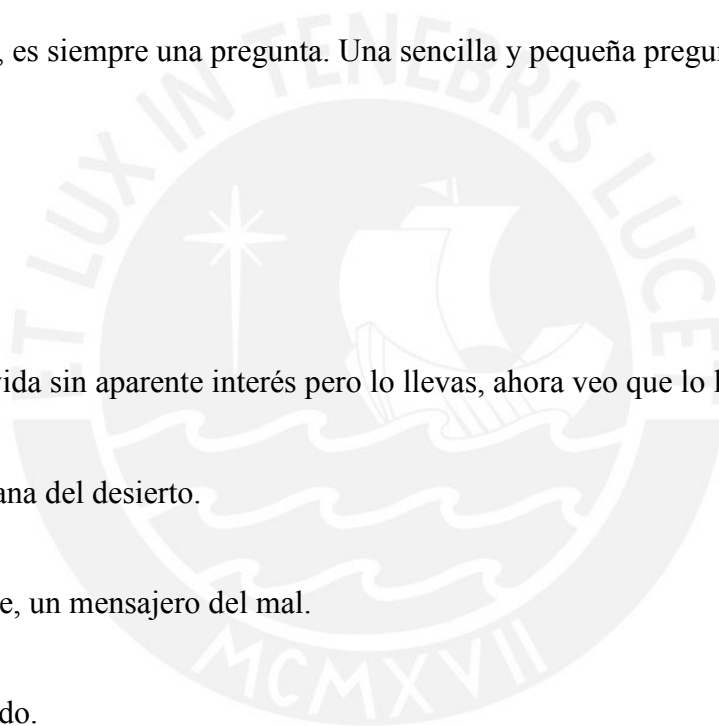 , es siempre una pregunta. Una sencilla y pequeña
ET LUX IN TENEBRIS LUCET
vida sin aparente interés pero lo llevas, ahora veo que lo
ana del desierto.
e, un mensajero del mal.
MCMXVII
do.